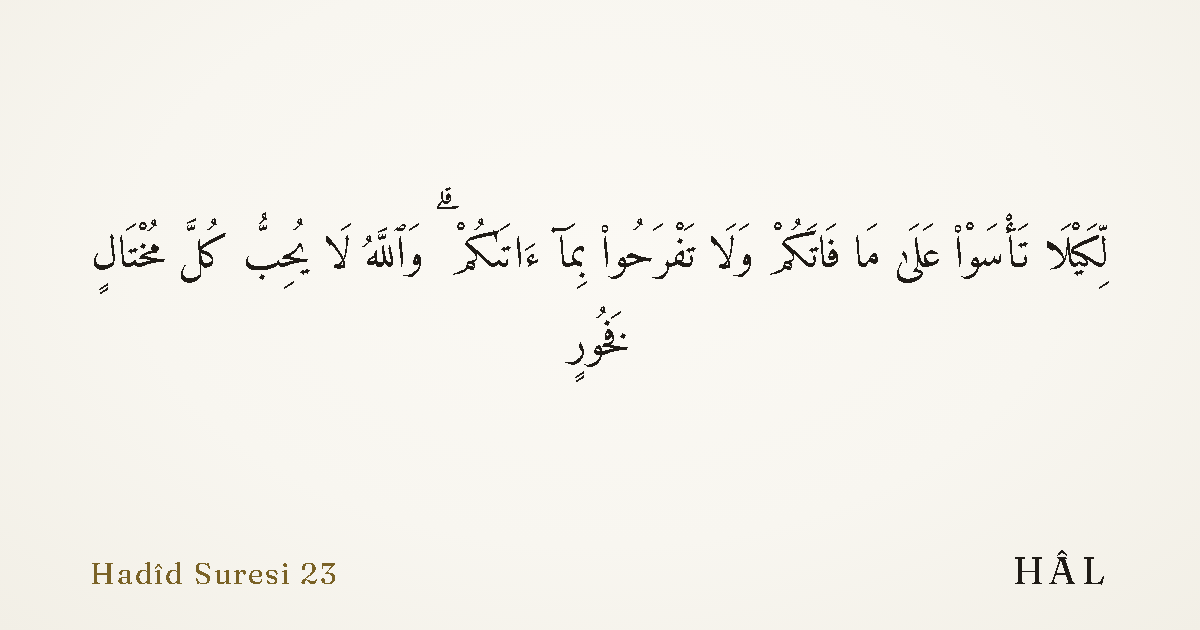 لِّكَيْلَا تَأْسَوْا۟ عَلَىٰ مَا فَاتَكُمْ وَلَا تَفْرَحُوا۟ بِمَآ ءَاتَىٰكُمْ ۗ وَٱللَّهُ لَا يُحِبُّ كُلَّ مُخْتَالٍ
فَخُورٍ
Hadîd Suresi 23
HÂL